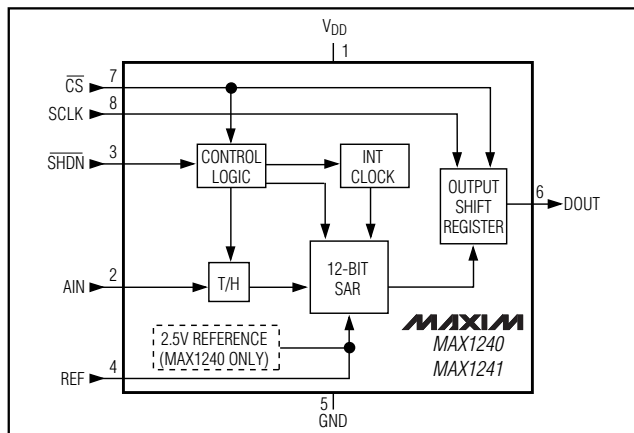 VDD
1
CS
7
SCLK
8
SHDN
3
CONTROL
LOGIC
INT
CLOCK
OUTPUT
SHIFT
REGISTER
6
DOUT
AIN
2
T/H
12-BIT
SAR
2.5V REFERENCE
(MAX1240 ONLY)
MAXIM
MAX1240
MAX1241
REF
4
5
GND